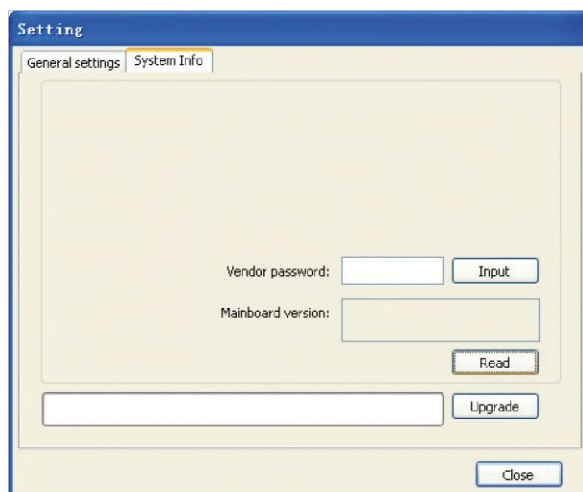 Setting
General settings System Info
Vendor password: Input
Mainboard version:
Read
Upgrade
Close